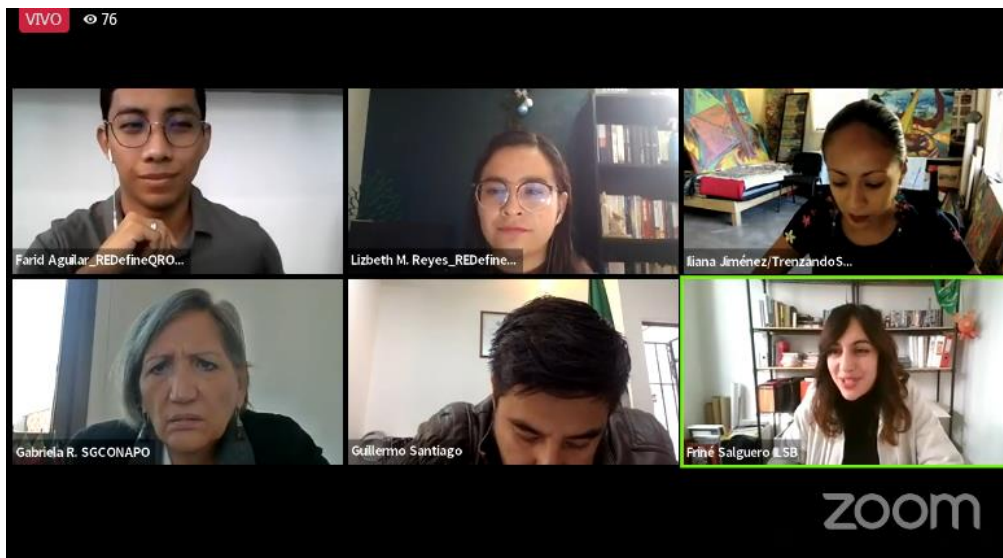 VIVO 76
Farid Aguilar_REDefineQRO...
Lizbeth M. Reyes_REDefine...
Iliana Jiménez/TrenzandoS...
Gabriela R. SGCONAPO
Guillermo Santiago
Friné Salguero ILSB
zoom